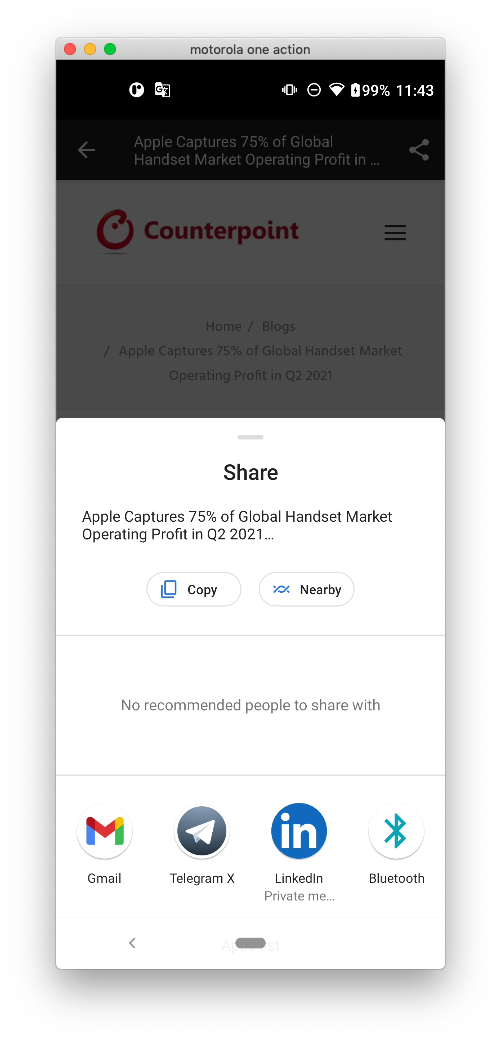 motorola one action
99% 11:43
Apple Captures 75% of Global
Handset Market Operating Profit in ...
Counterpoint
Home / Blogs
/ Apple Captures 75% of Global Handset Market
Operating Profit in Q2 2021
Share
Apple Captures 75% of Global Handset Market
Operating Profit in Q2 2021...
Copy Nearby
No recommended people to share with
in
Gmail Telegram X LinkedIn Bluetooth
Private me...